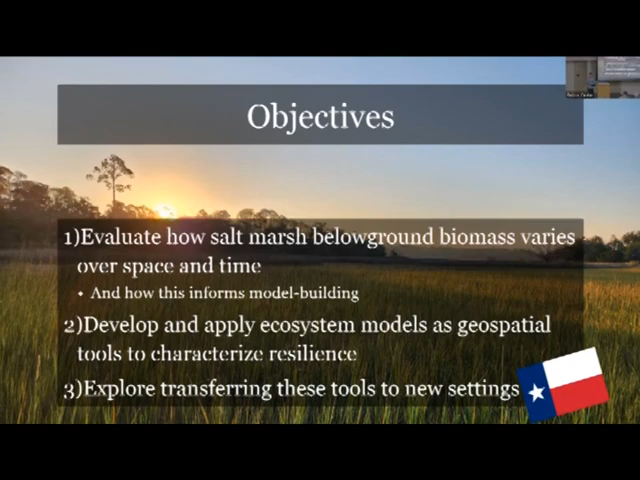 Objectives
1)Evaluate how salt marsh belowground biomass varies
over space and time
• And how this informs model-building
2)Develop and apply ecosystem models as geospatial
tools to characterize resilience
3)Explore transferring these tools to new settings